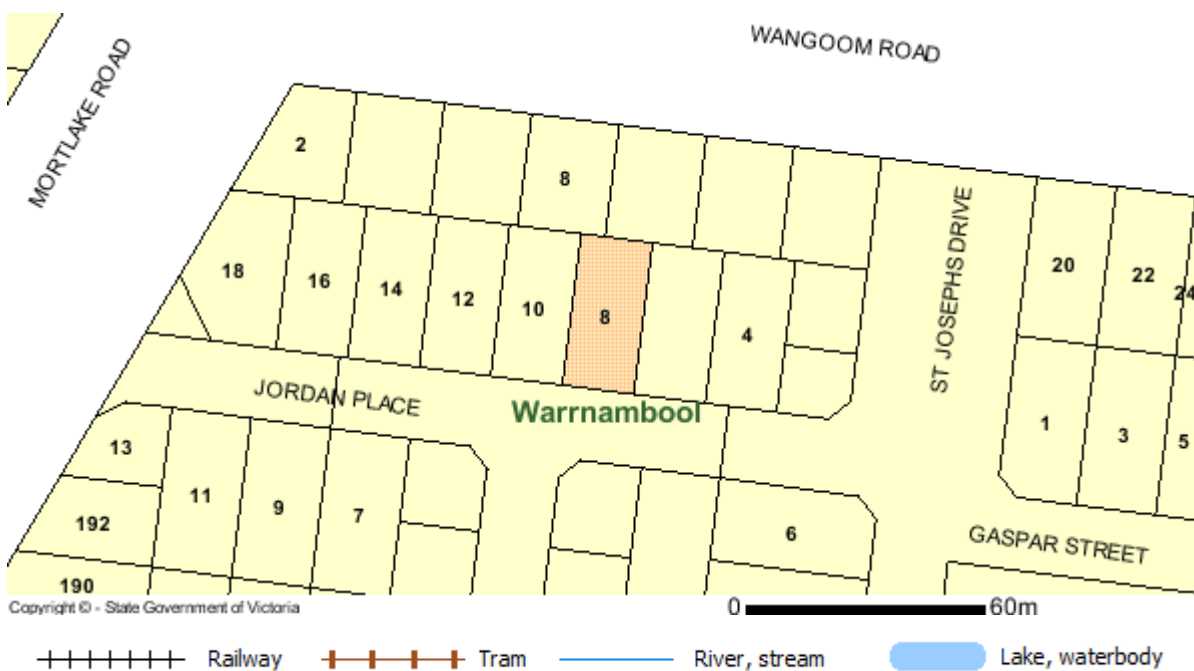 WANGOOM ROAD
MORTLAKE ROAD
2
8
ST JOSEPHS DRIVE
20
22
24
18
16
14
12
10
8
4
JORDAN PLACE
Warrnambool
1
3
5
13
11
9
7
192
6
GASPAR STREET
190
Copyright © - State Government of Victoria
0 60m
Railway Tram River, stream Lake, waterbody